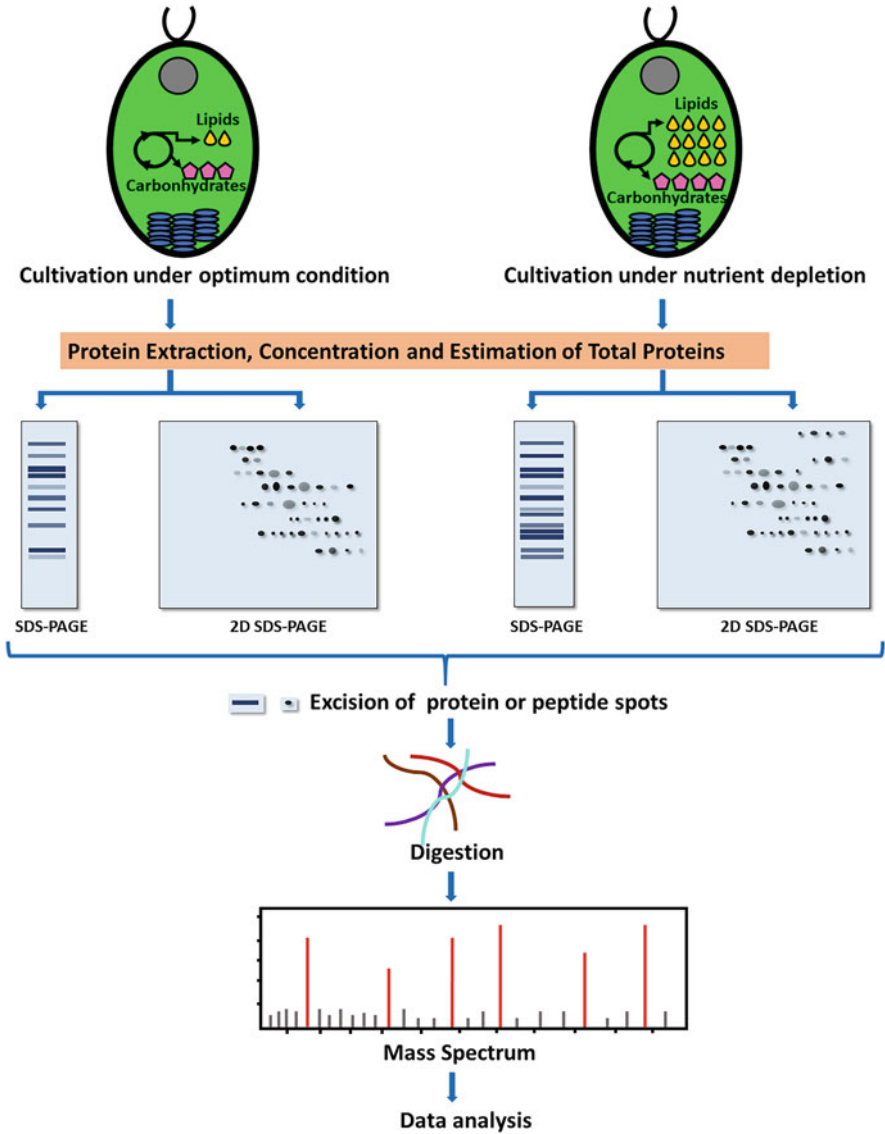 Lipids
Carbonhydrates
Lipids
Carbonhydrates
Cultivation under optimum condition
Cultivation under nutrient depletion
Protein Extraction, Concentration and Estimation of Total Proteins
SDS-PAGE
2D SDS-PAGE
SDS-PAGE
2D SDS-PAGE
Excision of protein or peptide spots
Digestion
Mass Spectrum
Data analysis